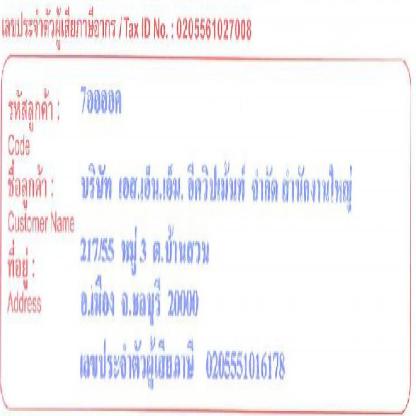 เลขประจำตัวผู้เสียภาษีอากร / Tax ID No. : 0205561027008
รหัสลูกค้า :
Code
ชื่อลูกค้า : บริษัท เอส.เอ็น.เอ็น. อีควิปเม้นท์ จำกัด สำนักงานใหญ่
Customer Name
ที่อยู่ : 217/55 หมู่ 3 ต.บ้านสวน
Address อ.เมือง จ.ชลบุรี 20000
เลขประจำตัวผู้เสียภาษี 0205551016178